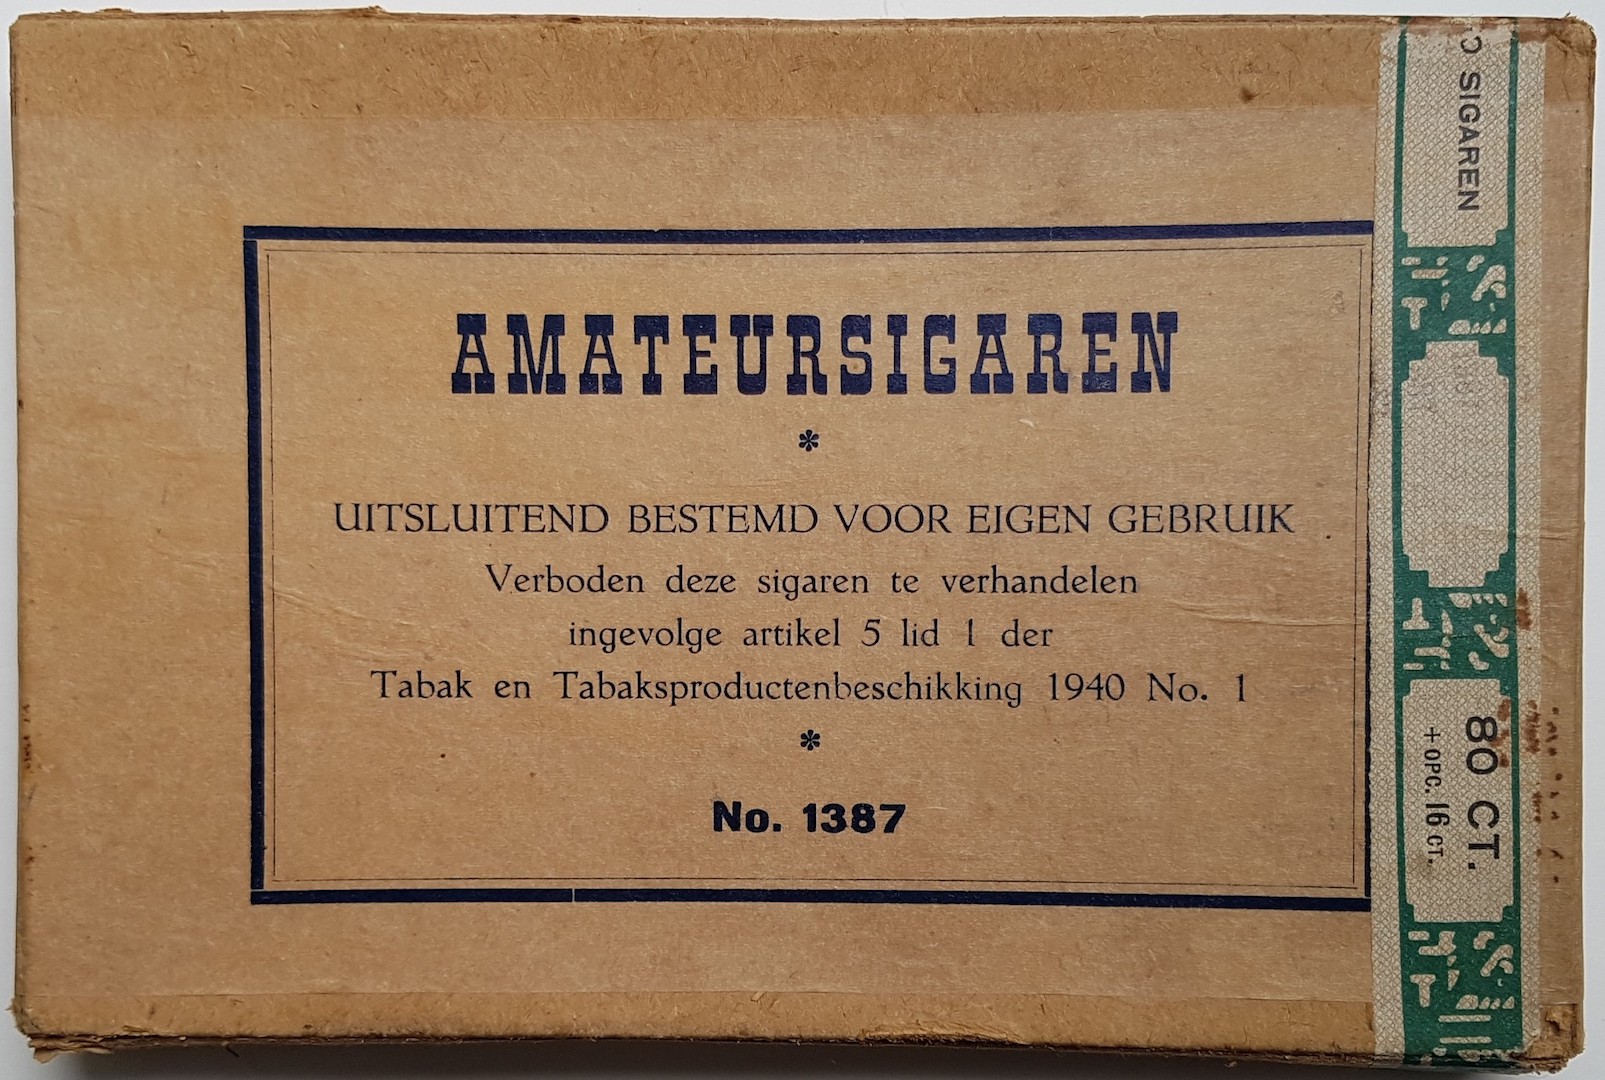 AMATEURSIGAREN
*
UITSLUITEND BESTEMD VOOR EIGEN GEBRUIK
Verboden deze sigaren te verhandelen
ingevolge artikel 5 lid 1 der
Tabak en Tabaksproductenbeschikking 1940 No. 1
*
No. 1387
SIGAREN
80 CT.
+ OPC. 16 CT.